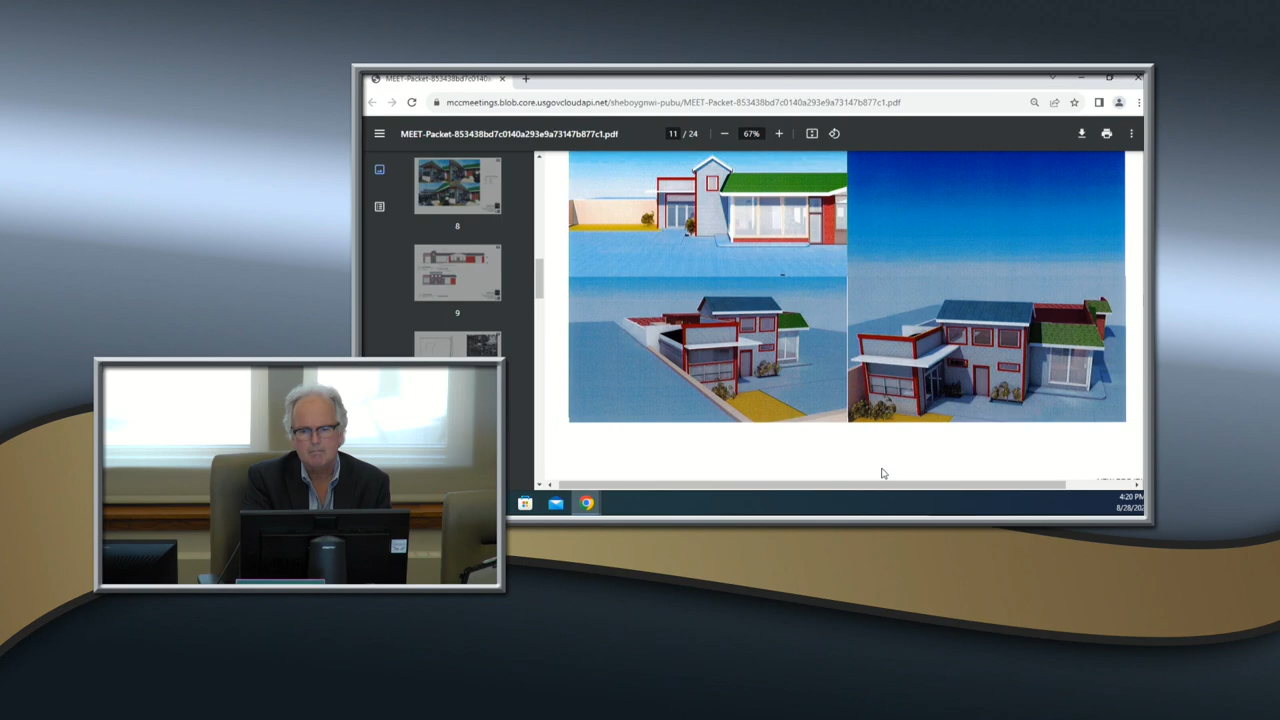 MEET-Packet-853438bd7c0140a
mccmeetings.blob.core.usgovcloudapi.net/sheboygnwi-pubu/MEET-Packet-853438bd7c0140a293e9a73147b877c1.pdf
MEET-Packet-853438bd7c0140a293e9a73147b877c1.pdf
11 / 24
67%
8
9
4:20 PM
8/28/202